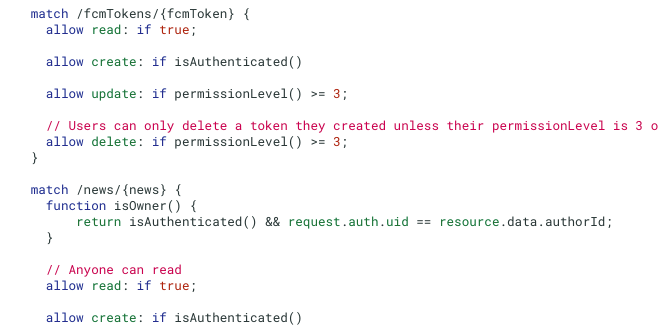 match /fcmTokens/{fcmToken} {
allow read: if true;
allow create: if isAuthenticated()
allow update: if permissionLevel() >= 3;
// Users can only delete a token they created unless their permissionLevel is 3 o
allow delete: if permissionLevel() >= 3;
}
match /news/{news} {
function isOwner() {
return isAuthenticated() && request.auth.uid == resource.data.authorId;
}
// Anyone can read
allow read: if true;
allow create: if isAuthenticated()